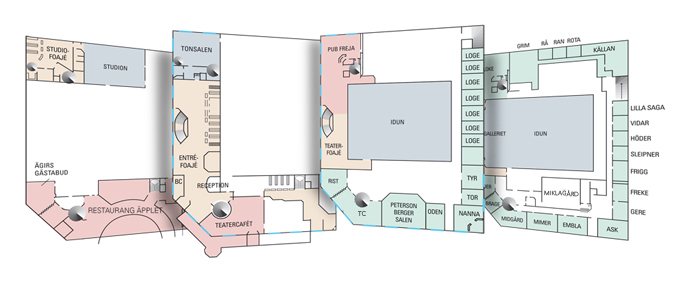 STUDIO-
FOAJÉ
STUDION
ÄGIRS
GÄSTABUD
RESTAURANG ÄPPLET
TONSALEN
ENTRÉ-
FOAJÉ
BC
RECEPTION
TEATERCAFÉT
PUB FREJA
TEATER-
FOAJÉ
IDUN
LOGE
LOGE
LOGE
LOGE
LOGE
LOGE
LOGE
TYR
TOR
NANNA
RIST
TC
PETERSON
BERGER
SALEN
ODEN
GRIM
RÅ
RAN
ROTA
KÄLLAN
LOKE
GALLERIET
IDUN
MIKLAGÅRD
LILLA SAGA
VIDAR
HÖDER
SLEIPNER
FRIGG
FREKE
GERE
BRAGE
MIDGÅRD
MIMER
EMBLA
ASK